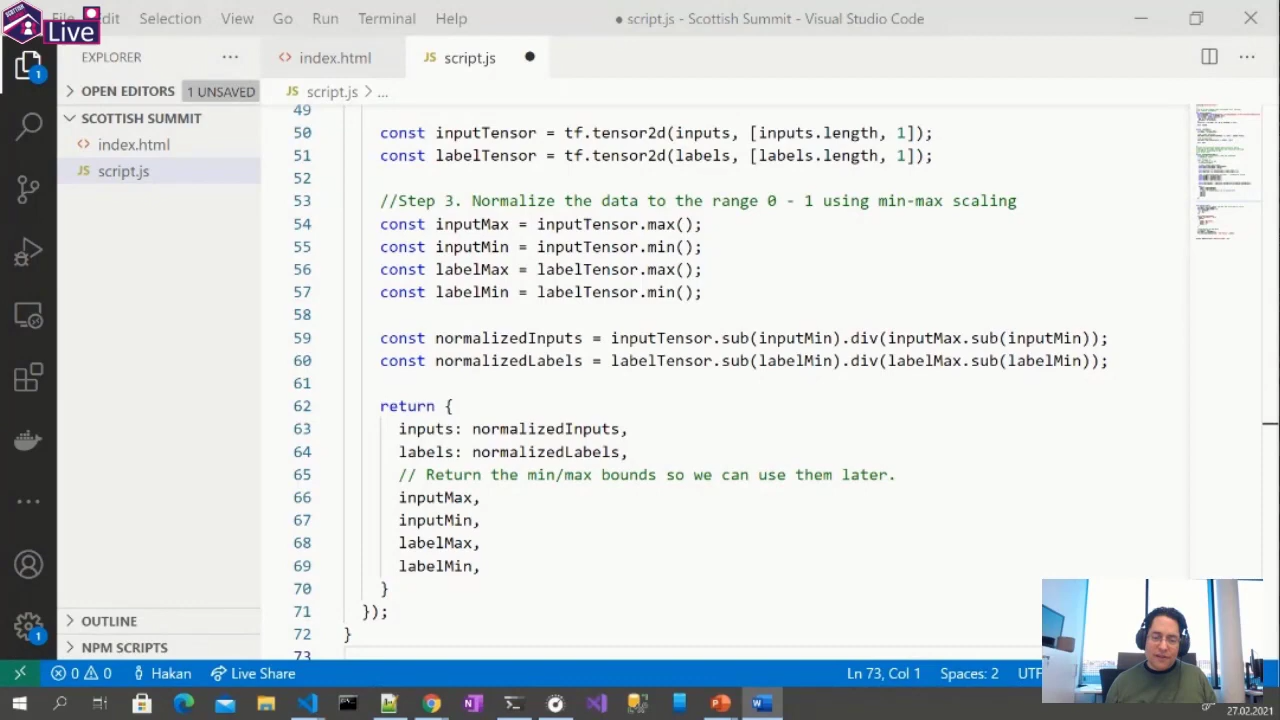 Live
File Edit Selection View Go Run Terminal Help
● script.js - Scottish Summit - Visual Studio Code
EXPLORER
index.html
JS script.js
OPEN EDITORS 1 UNSAVED
JS script.js > ...
SCOTTISH SUMMIT
index.html
JS script.js
49
50 const inputTensor = tf.tensor2d(inputs, [inputs.length, 1]);
51 const labelTensor = tf.tensor2d(labels, [labels.length, 1]);
52
53 //Step 3. Normalize the data to the range 0 - 1 using min-max scaling
54 const inputMax = inputTensor.max();
55 const inputMin = inputTensor.min();
56 const labelMax = labelTensor.max();
57 const labelMin = labelTensor.min();
58
59 const normalizedInputs = inputTensor.sub(inputMin).div(inputMax.sub(inputMin));
60 const normalizedLabels = labelTensor.sub(labelMin).div(labelMax.sub(labelMin));
61
62 return {
63 inputs: normalizedInputs,
64 labels: normalizedLabels,
65 // Return the min/max bounds so we can use them later.
66 inputMax,
67 inputMin,
68 labelMax,
69 labelMin,
70 }
71 });
72 }
73
OUTLINE
NPM SCRIPTS
0 0 Hakan Live Share
Ln 73, Col 1 Spaces: 2 UTF
27.02.2021